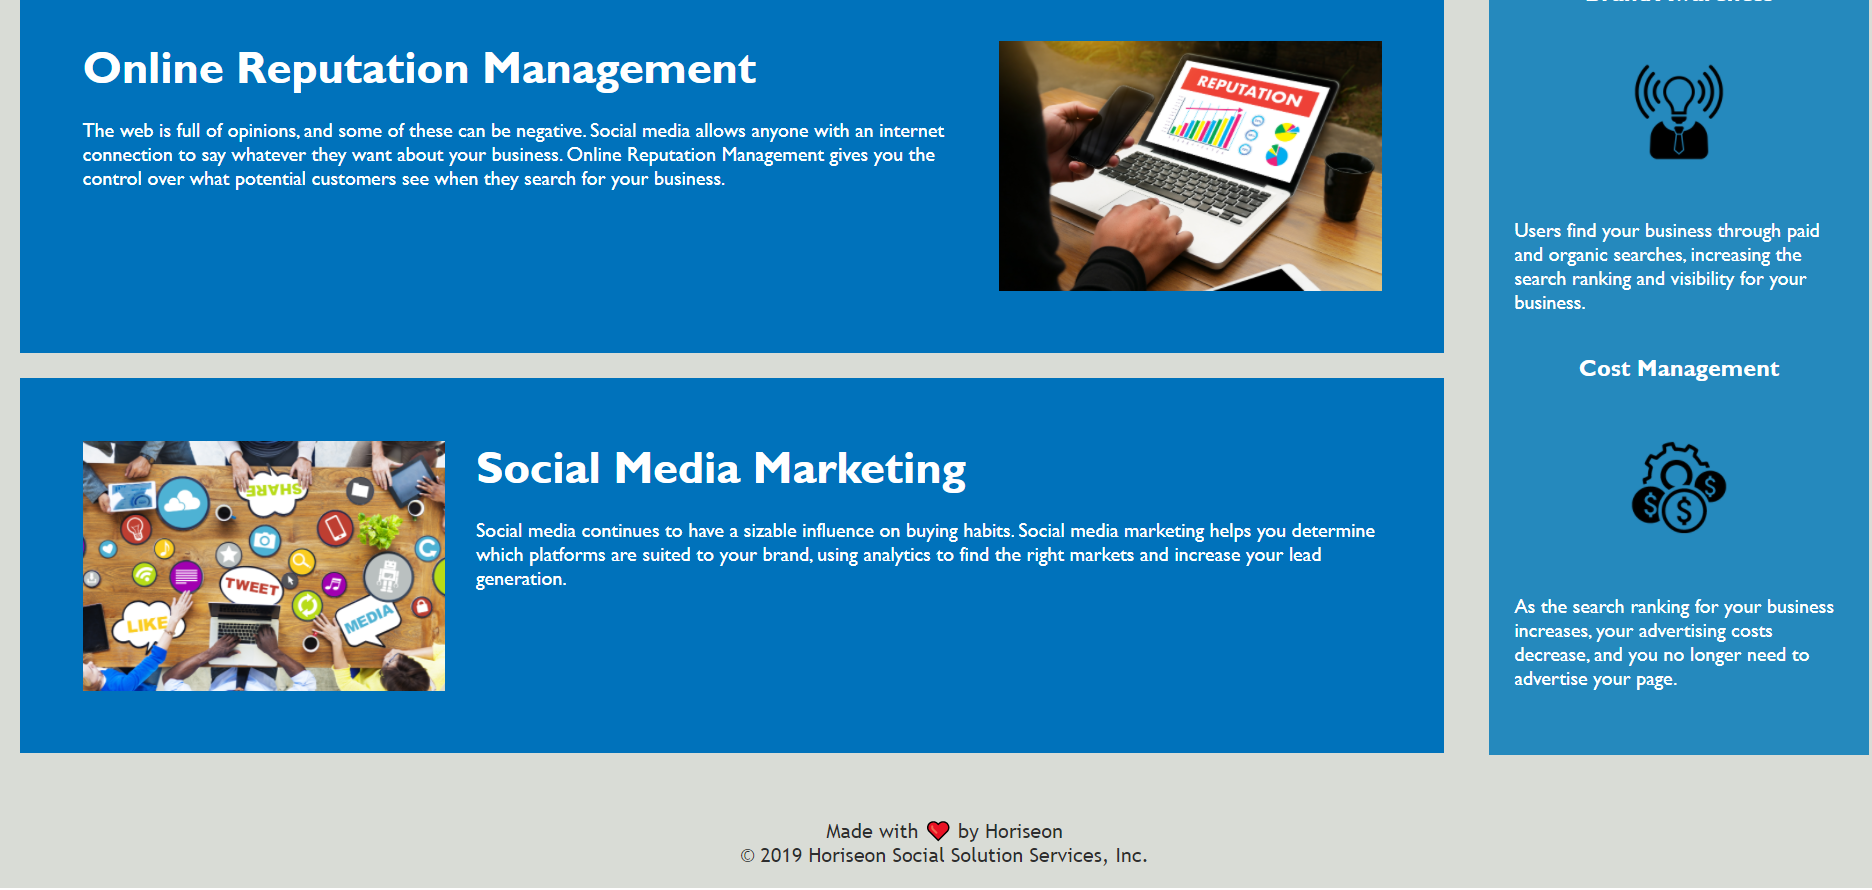 Online Reputation Management
The web is full of opinions, and some of these can be negative. Social media allows anyone with an internet
connection to say whatever they want about your business. Online Reputation Management gives you the
control over what potential customers see when they search for your business.
REPUTATION
Social Media Marketing
Social media continues to have a sizable influence on buying habits. Social media marketing helps you determine
which platforms are suited to your brand, using analytics to find the right markets and increase your lead
generation.
SHARE
TWEET
LIKE
MEDIA
Brand Awareness
Users find your business through paid
and organic searches, increasing the
search ranking and visibility for your
business.
Cost Management
$ $ $
As the search ranking for your business
increases, your advertising costs
decrease, and you no longer need to
advertise your page.
Made with ❤️ by Horiseon
© 2019 Horiseon Social Solution Services, Inc.